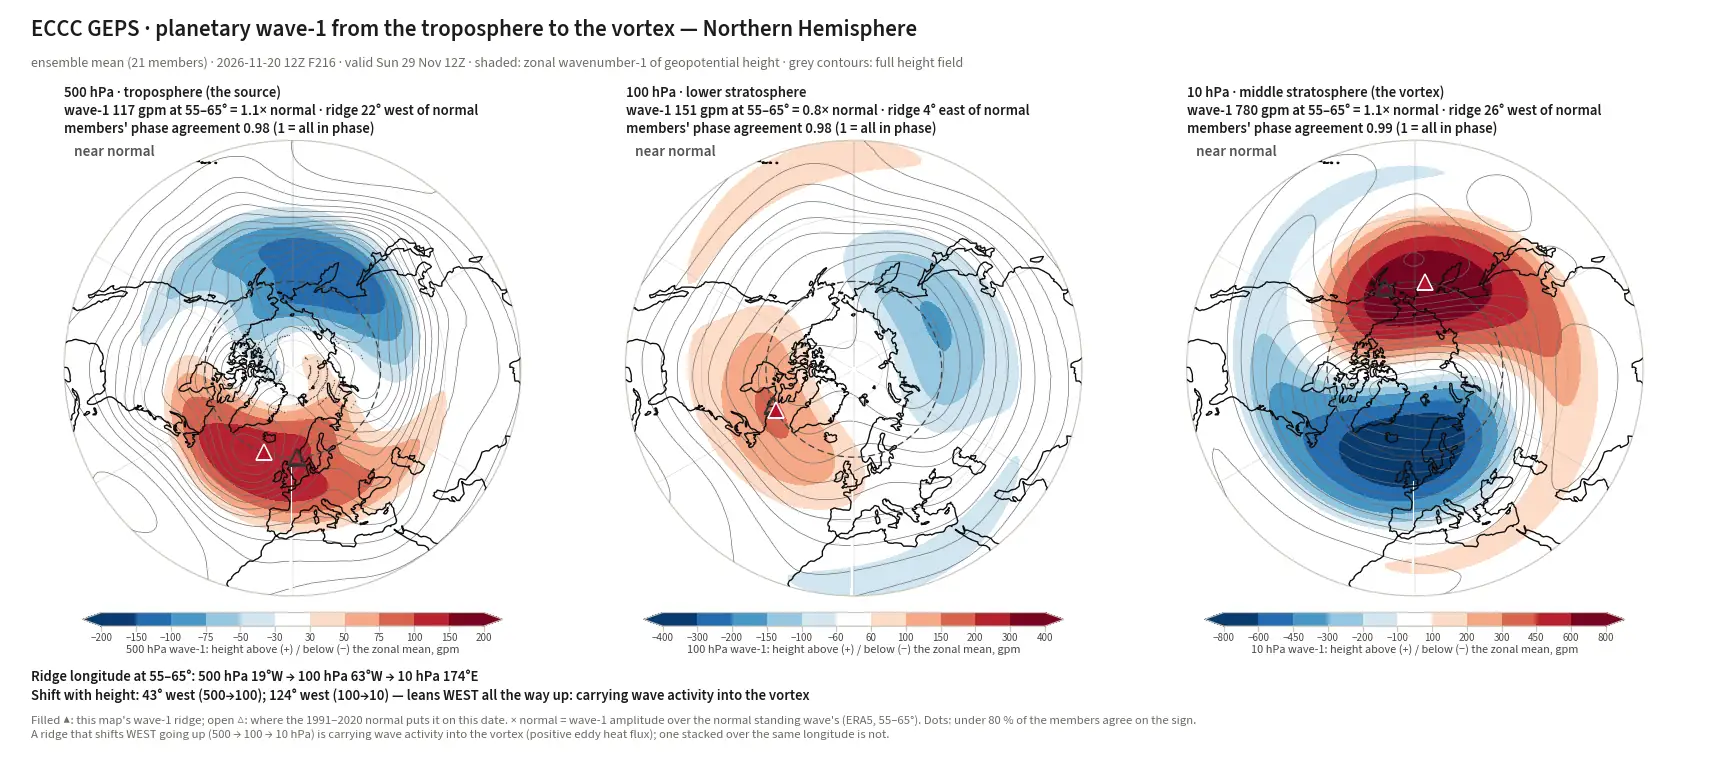 ECCC GEPS · planetary wave-1 from the troposphere to the vortex — Northern Hemisphere
ensemble mean (21 members) · 2026-11-20 12Z F216 · valid Sun 29 Nov 12Z · shaded: zonal wavenumber-1 of geopotential height · grey contours: full height field
500 hPa · troposphere (the source)
wave-1 117 gpm at 55–65° = 1.1× normal · ridge 22° west of normal
members' phase agreement 0.98 (1 = all in phase)
near normal
100 hPa · lower stratosphere
wave-1 151 gpm at 55–65° = 0.8× normal · ridge 4° east of normal
members' phase agreement 0.98 (1 = all in phase)
near normal
10 hPa · middle stratosphere (the vortex)
wave-1 780 gpm at 55–65° = 1.1× normal · ridge 26° west of normal
members' phase agreement 0.99 (1 = all in phase)
near normal
−200 −150 −100 −75 −50 −30 30 50 75 100 150 200
500 hPa wave-1: height above (+) / below (−) the zonal mean, gpm
−400 −300 −200 −150 −100 −60 60 100 150 200 300 400
100 hPa wave-1: height above (+) / below (−) the zonal mean, gpm
−800 −600 −450 −300 −200 −100 100 200 300 450 600 800
10 hPa wave-1: height above (+) / below (−) the zonal mean, gpm
Ridge longitude at 55–65°: 500 hPa 19°W → 100 hPa 63°W → 10 hPa 174°E
Shift with height: 43° west (500→100); 124° west (100→10) — leans WEST all the way up: carrying wave activity into the vortex
Filled ▲: this map's wave-1 ridge; open △: where the 1991–2020 normal puts it on this date. × normal = wave-1 amplitude over the normal standing wave's (ERA5, 55–65°). Dots: under 80 % of the members agree on the sign.
A ridge that shifts WEST going up (500 → 100 → 10 hPa) is carrying wave activity into the vortex (positive eddy heat flux); one stacked over the same longitude is not.